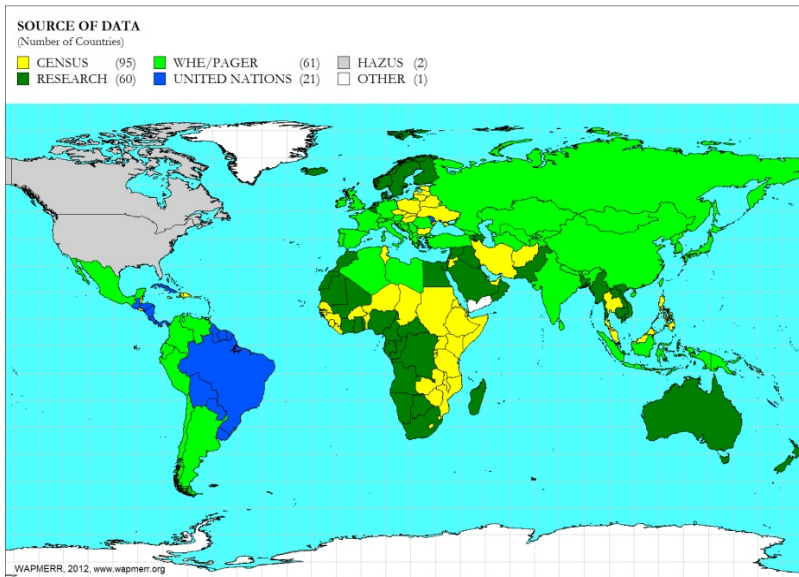 SOURCE OF DATA
(Number of Countries)
CENSUS (95) WHE/PAGER (61) HAZUS (2)
RESEARCH (60) UNITED NATIONS (21) OTHER (1)
WAPMERR, 2012, www.wapmerr.org